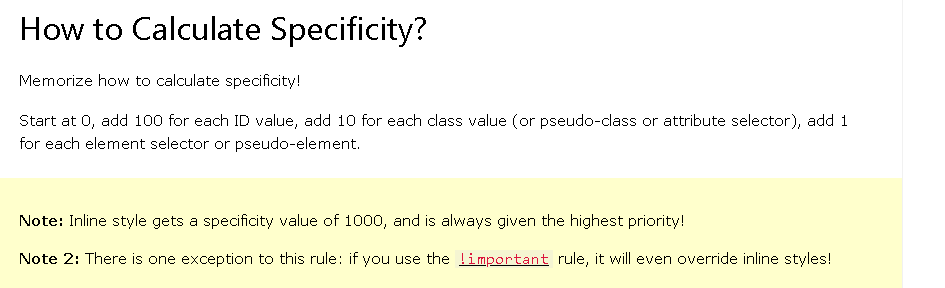 How to Calculate Specificity?
Memorize how to calculate specificity!
Start at 0, add 100 for each ID value, add 10 for each class value (or pseudo-class or attribute selector), add 1
for each element selector or pseudo-element.
Note: Inline style gets a specificity value of 1000, and is always given the highest priority!
Note 2: There is one exception to this rule: if you use the !important rule, it will even override inline styles!